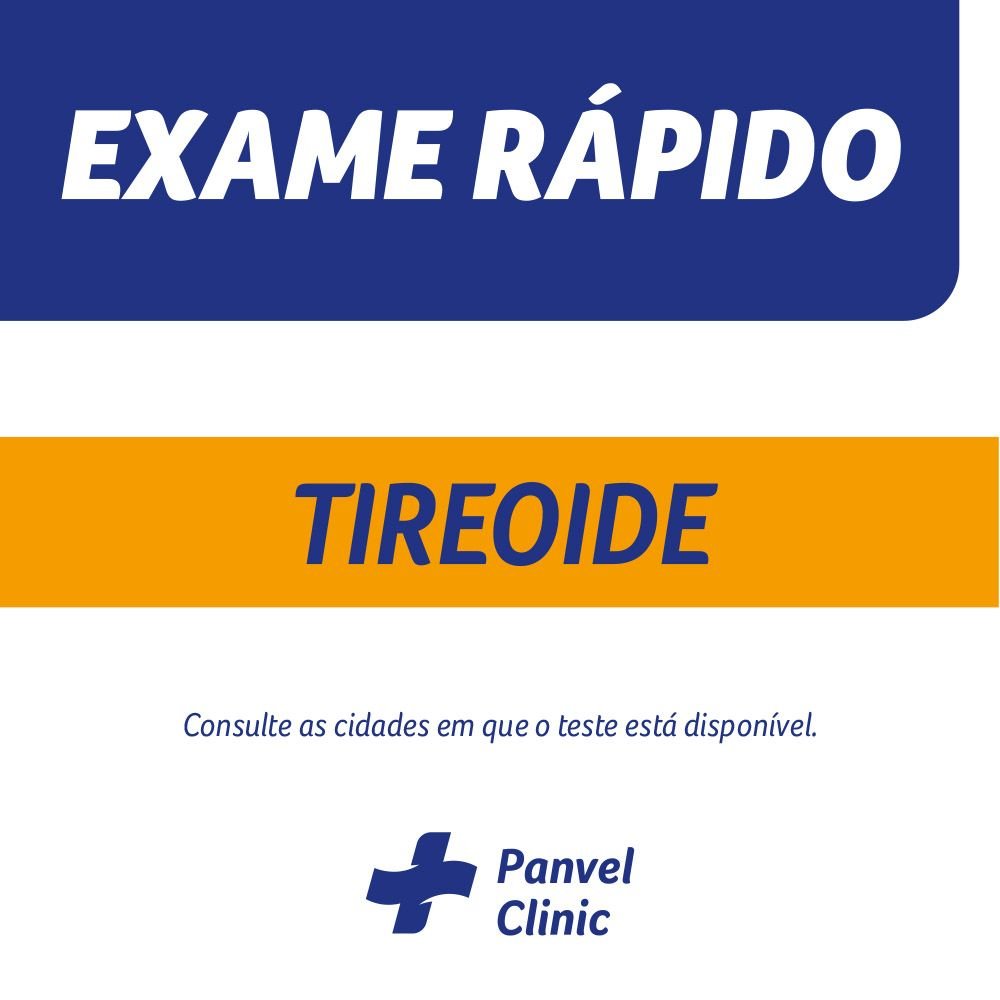 EXAME RÁPIDO
TIREOIDE
Consulte as cidades em que o teste está disponível.
Panvel
Clinic